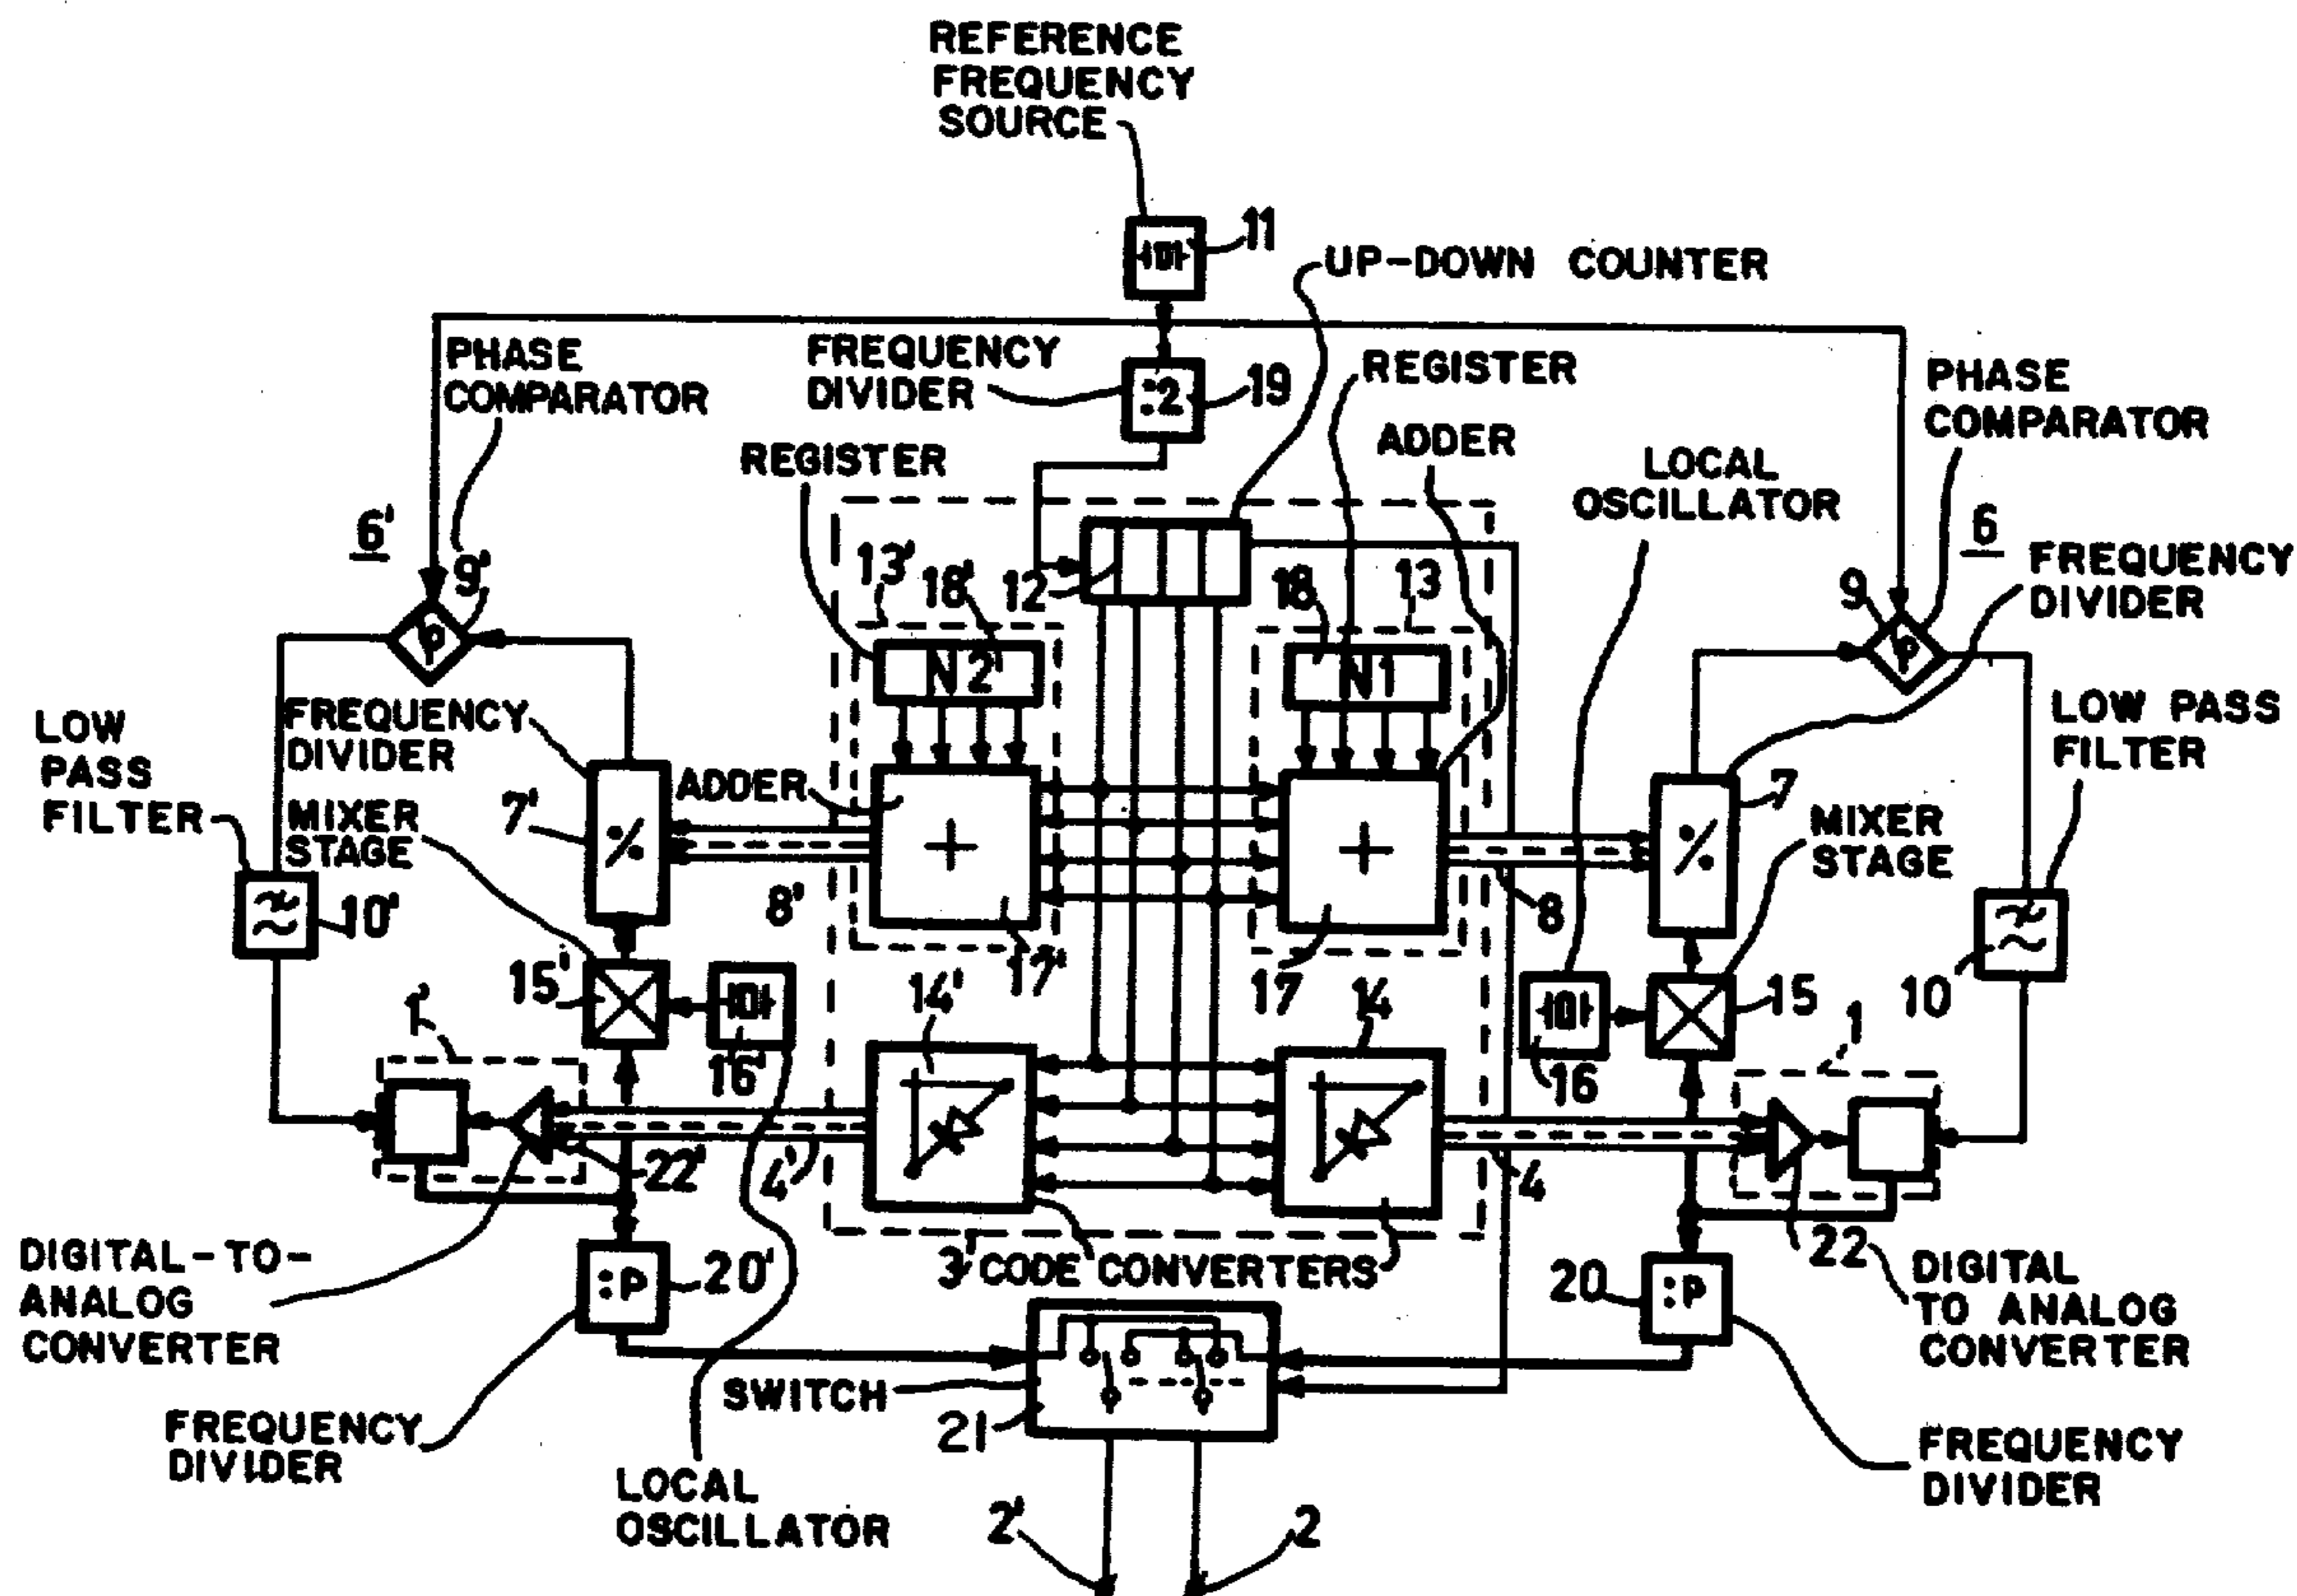 REFERENCE
FREQUENCY
SOURCE
11
UP-DOWN COUNTER
PHASE
COMPARATOR
FREQUENCY
DIVIDER
:2
19
REGISTER
PHASE
COMPARATOR
REGISTER
ADDER
LOCAL
OSCILLATOR
6'
9'
φ
13'
18'
12
18
13
6
9
φ
FREQUENCY
DIVIDER
N2'
N1
LOW
PASS
FILTER
FREQUENCY
DIVIDER
LOW PASS
FILTER
7'
ADDER
MIXER
STAGE
7
MIXER
STAGE
%
+
+
%
10'
8'
8
10
15'
16'
17'
17
14'
14
16
15
1'
1
22'
4'
4
22
DIGITAL-TO-
ANALOG
CONVERTER
:P
20'
3
CODE CONVERTERS
20
:P
DIGITAL
TO ANALOG
CONVERTER
SWITCH
21
FREQUENCY
DIVIDER
LOCAL
OSCILLATOR
FREQUENCY
DIVIDER
2'
2